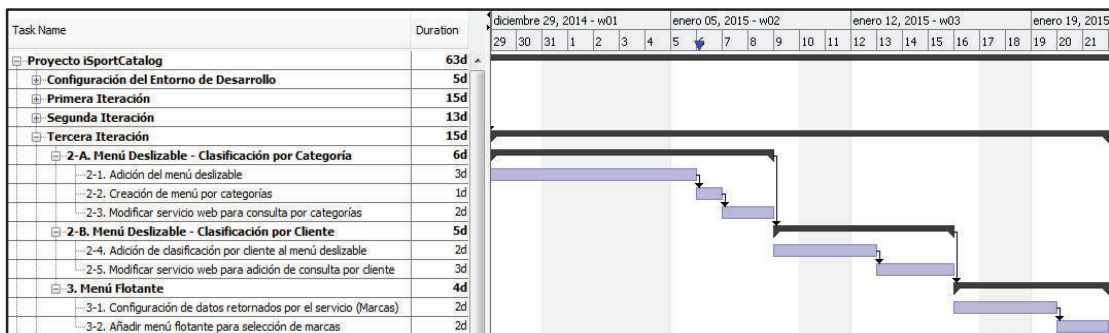 Task Name Duration
diciembre 29, 2014 - w01 enero 05, 2015 - w02 enero 12, 2015 - w03 enero 19, 2015
29 30 31 1 2 3 4 5 6 7 8 9 10 11 12 13 14 15 16 17 18 19 20 21
Proyecto iSportCatalog 63d
Configuración del Entorno de Desarrollo 5d
Primera Iteración 15d
Segunda Iteración 13d
Tercera Iteración 15d
2-A. Menú Deslizable - Clasificación por Categoría 6d
2-1. Adición del menú deslizable 3d
2-2. Creación de menú por categorías 1d
2-3. Modificar servicio web para consulta por categorías 2d
2-B. Menú Deslizable - Clasificación por Cliente 5d
2-4. Adición de clasificación por cliente al menú deslizable 2d
2-5. Modificar servicio web para adición de consulta por cliente 3d
3. Menú Flotante 4d
3-1. Configuración de datos retornados por el servicio (Marcas) 2d
3-2. Añadir menú flotante para selección de marcas 2d